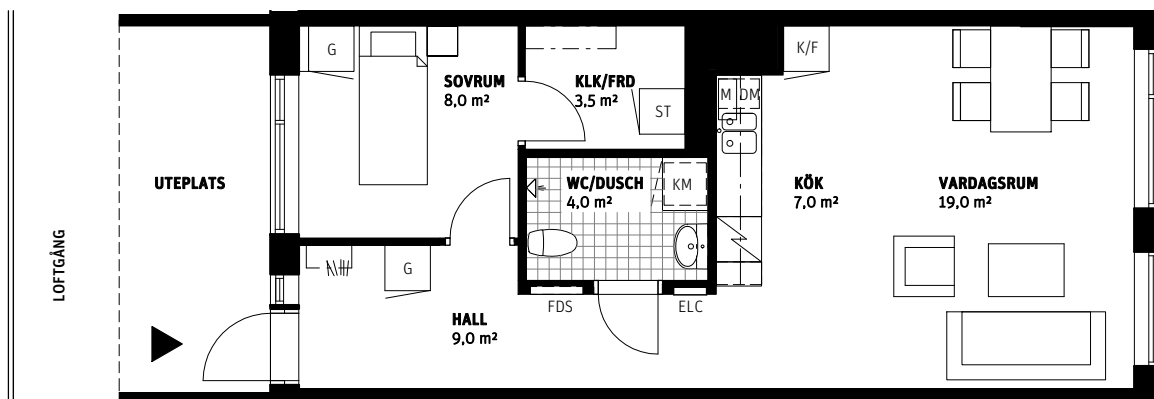 G
K/F
SOVRUM
8,0 m²
KLK/FRD
3,5 m²
ST
M
DM
UTEPLATS
WC/DUSCH
4,0 m²
KM
KÖK
7,0 m²
VARDAGSRUM
19,0 m²
LOFTGÅNG
G
HALL
9,0 m²
FDS
ELC